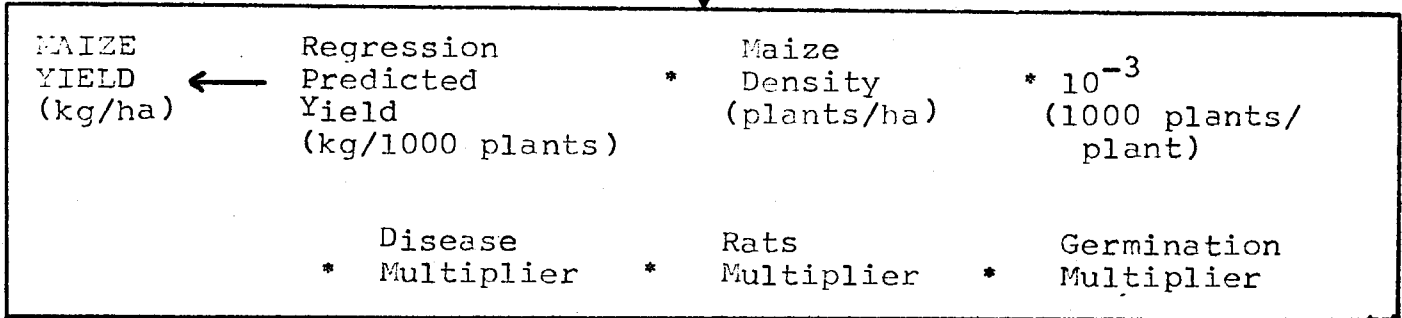 MAIZE Regression Maize
YIELD ← Predicted * Density * 10⁻³
(kg/ha) Yield (plants/ha) (1000 plants/
(kg/1000 plants) plant)
Disease Rats Germination
* Multiplier * Multiplier * Multiplier